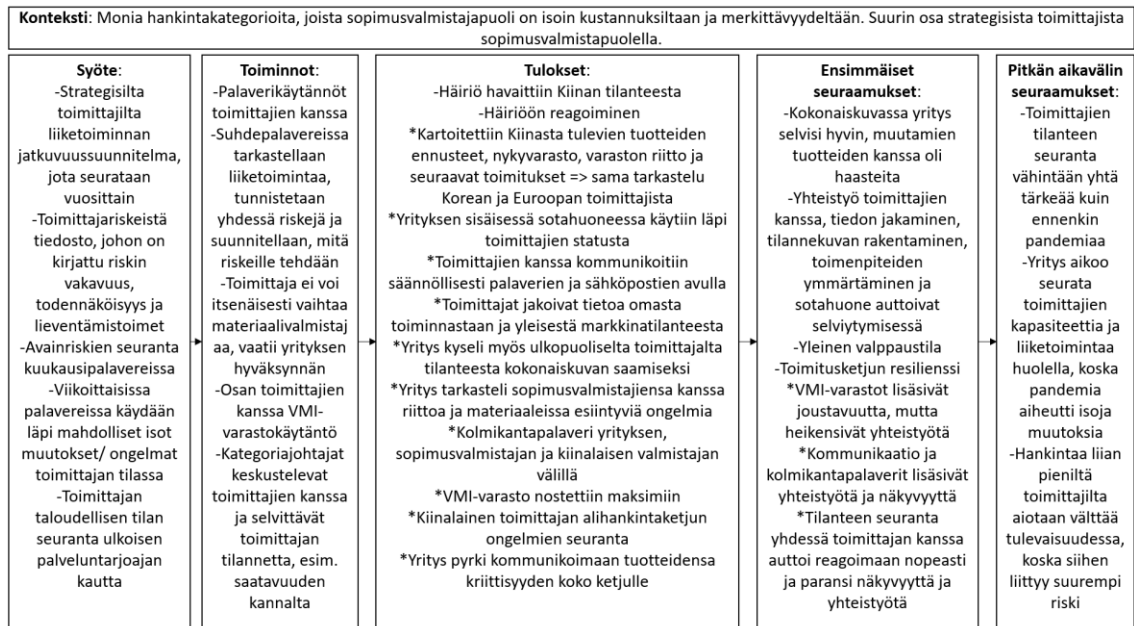 Konteksti: Monia hankintakategorioita, joista sopimusvalmistajapuoli on isoin kustannuksiltaan ja merkittävyydeltään. Suurin osa strategisista toimittajista
sopimusvalmistapuolella.
Syöte:
-Strategisilta
toimittajilta
liiketoiminnan
jatkuvuussuunnitelma,
jota seurataan
vuosittain
-Toimittajariskeistä
tiedosto, johon on
kirjattu riskin
vakavuus,
todennäköisyys ja
lieventämistoimet
-Avainriskien seuranta
kuukausipalavereissa
-Viikoittaisissa
palavereissa käydään
läpi mahdolliset isot
muutokset/ ongelmat
toimittajan tilassa
-Toimittajan
taloudellisen tilan
seuranta ulkoisen
palveluntarjoajan
kautta
Toiminnot:
-Palaverikäytännöt
toimittajien kanssa
-Suhdepalavereissa
tarkastellaan
liiketoimintaa,
tunnistetaan
yhdessä riskejä ja
suunnitellaan, mitä
riskeille tehdään
-Toimittaja ei voi
itsenäisesti vaihtaa
materiaalivalmistaj
aa, vaatii yrityksen
hyväksynnän
-Osan toimittajien
kanssa VMI-
varastokäytäntö
-Kategoriajohtajat
keskustelevat
toimittajien kanssa
ja selvittävät
toimittajan
tilannetta, esim.
saatavuuden
kannalta
Tulokset:
-Häiriö havaittiin Kiinan tilanteesta
-Häiriöön reagoiminen
*Kartoitettiin Kiinasta tulevien tuotteiden
ennusteet, nykyvarasto, varaston riitto ja
seuraavat toimitukset => sama tarkastelu
Korean ja Euroopan toimittajista
*Yrityksen sisäisessä sotahuoneessa käytiin läpi
toimittajien statusta
*Toimittajien kanssa kommunikoitiin
säännöllisesti palaverien ja sähköpostien avulla
*Toimittajat jakoivat tietoa omasta
toiminnastaan ja yleisestä markkinatilanteesta
*Yritys kyseli myös ulkopuoliselta toimittajalta
tilanteesta kokonaiskuvan saamiseksi
*Yritys tarkasteli sopimusvalmistajiensa kanssa
riittoa ja materiaaleissa esiintyviä ongelmia
*Kolmikantapalaveri yrityksen,
sopimusvalmistajan ja kiinalaisen valmistajan
välillä
*VMI-varasto nostettiin maksimiin
*Kiinalainen toimittajan alihankintaketjun
ongelmien seuranta
*Yritys pyrki kommunikoimaan tuotteidensa
kriittisyyden koko ketjulle
Ensimmäiset
seuraamukset:
-Kokonaiskuvassa yritys
selvisi hyvin, muutamien
tuotteiden kanssa oli
haasteita
-Yhteistyö toimittajien
kanssa, tiedon jakaminen,
tilannekuvan rakentaminen,
toimenpiteiden
ymmärtäminen ja
sotahuone auttoivat
selviytymisessä
-Yleinen valppaustila
-Toimitusketjun resilienssi
*VMI-varastot lisäsivät
joustavuutta, mutta
heikensivät yhteistyötä
*Kommunikaatio ja
kolmikantapalaverit lisäsivät
yhteistyötä ja näkyvyyttä
*Tilanteen seuranta
yhdessä toimittajan kanssa
auttoi reagoimaan nopeasti
ja paransi näkyvyyttä ja
yhteistyötä
Pitkän aikavälin
seuraamukset:
-Toimittajien
tilanteen
seuranta
vähintään yhtä
tärkeää kuin
ennenkin
pandemiaa
-Yritys aikoo
seurata
toimittajien
kapasiteettia ja
liiketoimintaa
huolella, koska
pandemia
aiheutti isoja
muutoksia
-Hankintaa liian
pieniltä
toimittajilta
aiotaan välttää
tulevaisuudessa,
koska siihen
liittyy suurempi
riski